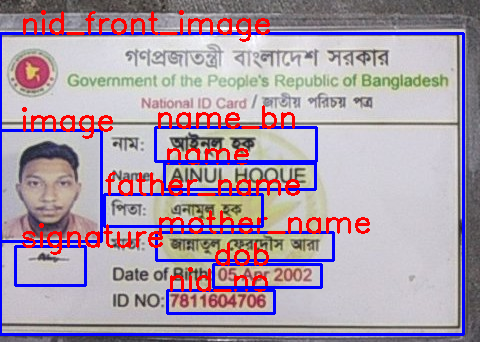 nid_front_image
গণপ্রজাতন্ত্রী বাংলাদেশ সরকার
Government of the People's Republic of Bangladesh
National ID Card / জাতীয় পরিচয় পত্র
image
name_bn
নাম: আইনুল হক
name
Name: AINUL HOQUE
father_name
পিতা: এনামুল হক
mother_name
signature
মাতা: জান্নাতুল ফেরদৌস আরা
dob
Date of Birth: 05 Apr 2002
nid_no
ID NO: 7811604706